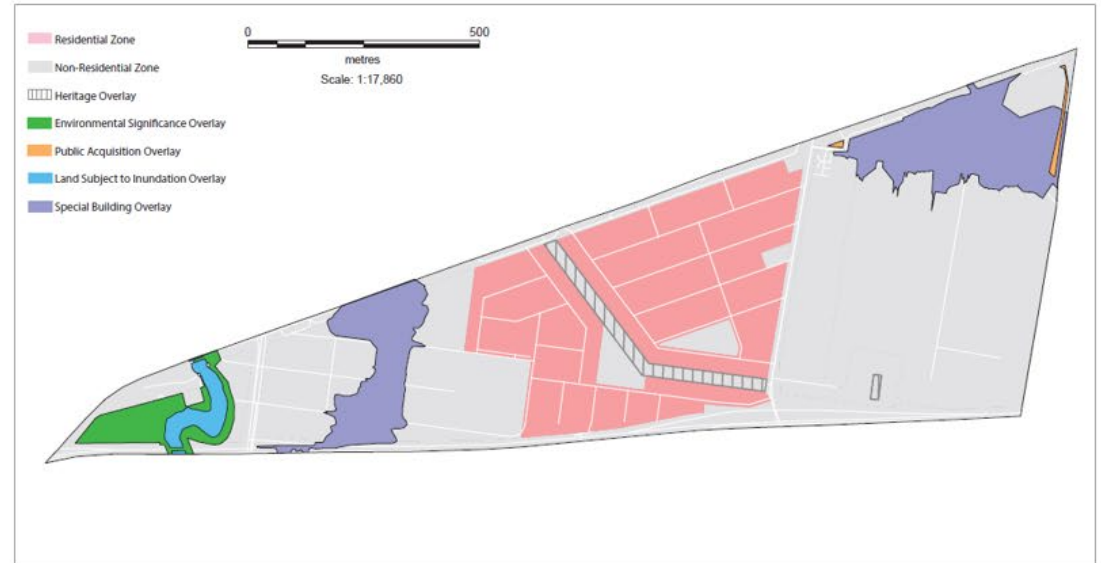 Residential Zone
Non-Residential Zone
Heritage Overlay
Environmental Significance Overlay
Public Acquisition Overlay
Land Subject to Inundation Overlay
Special Building Overlay
0 500
metres
Scale: 1:17,860